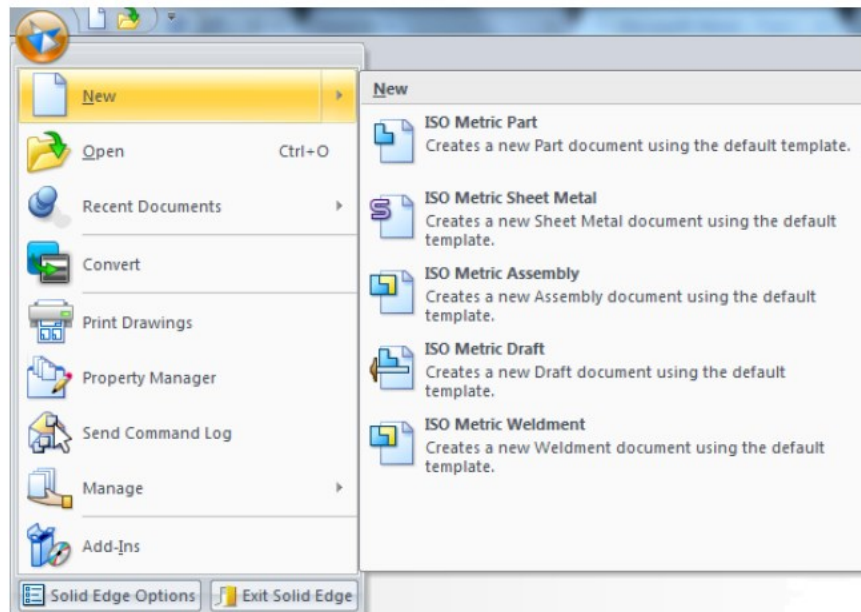 New
Open Ctrl+O
Recent Documents
Convert
Print Drawings
Property Manager
Send Command Log
Manage
Add-Ins
Solid Edge Options Exit Solid Edge
New
ISO Metric Part
Creates a new Part document using the default template.
ISO Metric Sheet Metal
Creates a new Sheet Metal document using the default
template.
ISO Metric Assembly
Creates a new Assembly document using the default
template.
ISO Metric Draft
Creates a new Draft document using the default
template.
ISO Metric Weldment
Creates a new Weldment document using the default
template.